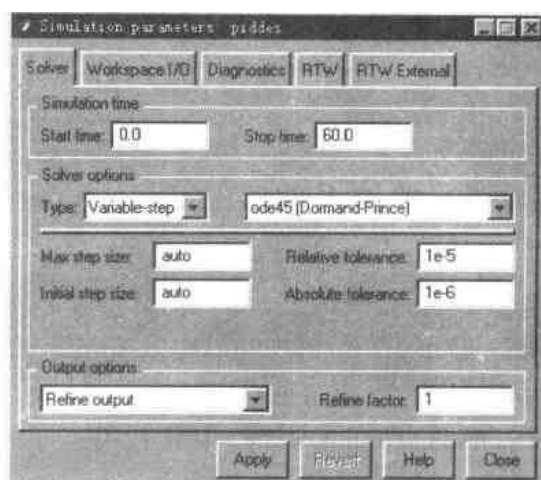 Simulation parameters piddes
Solver Workspace I/O Diagnostics RTW RTW External
Simulation time
Start time: 0.0 Stop time: 60.0
Solver options
Type: Variable-step ode45 (Dormand-Prince)
Max step size: auto Relative tolerance: 1e-5
Initial step size: auto Absolute tolerance: 1e-6
Output options
Refine output Refine factor: 1
Apply Revert Help Close